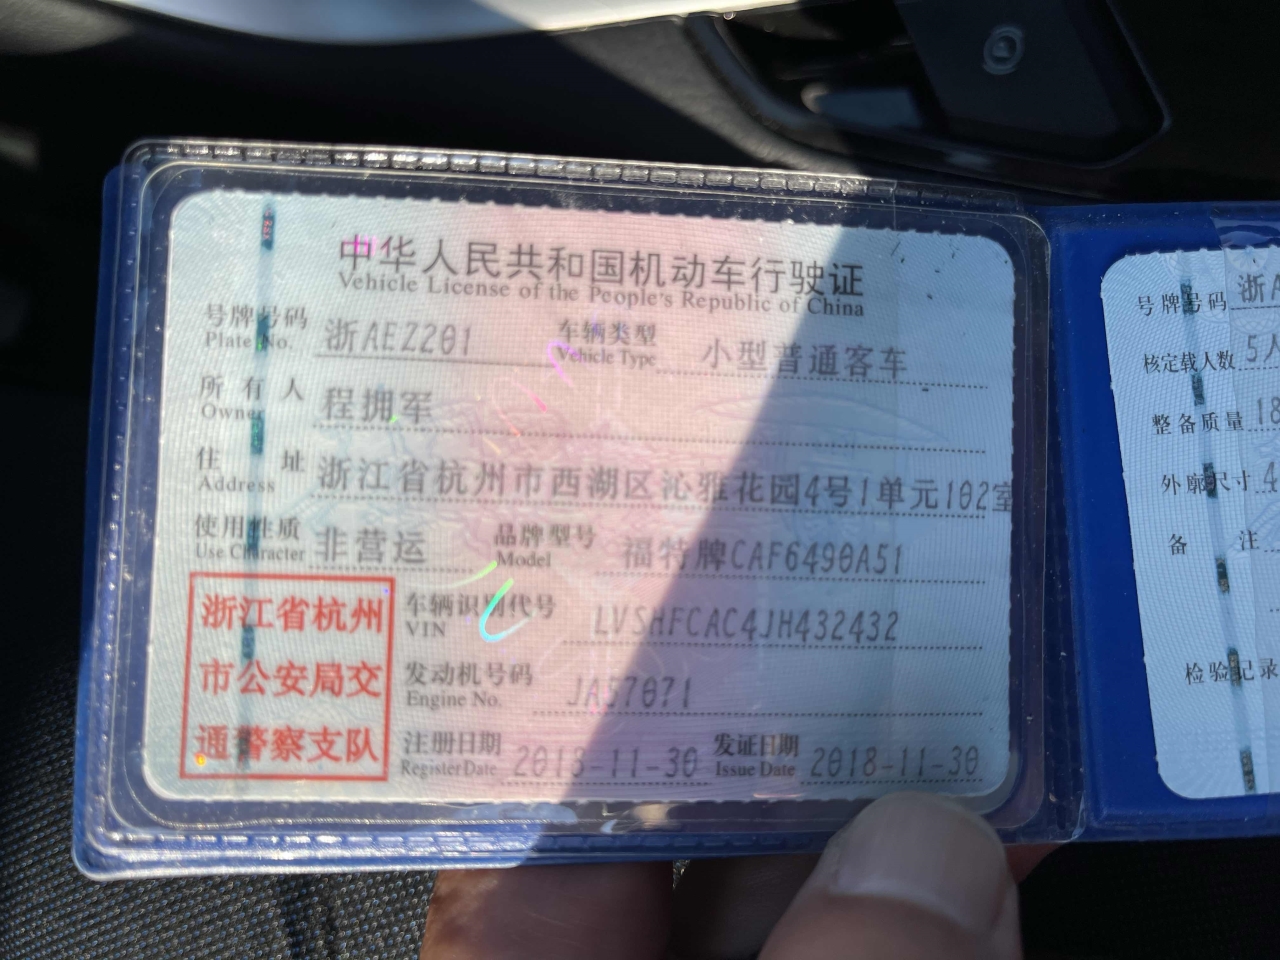 中华人民共和国机动车行驶证
Vehicle License of the People's Republic of China
号牌号码 浙AEZ201 车辆类型 小型普通客车
Plate No. Vehicle Type
所有人 程拥军
Owner
住址 浙江省杭州市西湖区沁雅花园4号1单元102室
Address
使用性质 非营运 品牌型号 福特牌CAF6490A51
Use Character Model
浙江省杭州
市公安局交
通警察支队
车辆识别代号 LVSHFCAC4JH432432
VIN
发动机号码 JA57071
Engine No.
注册日期 2018-11-30 发证日期 2018-11-30
Register Date Issue Date
号牌号码 浙A
核定载人数 5人
整备质量 18
外廓尺寸 4
备注
检验记录